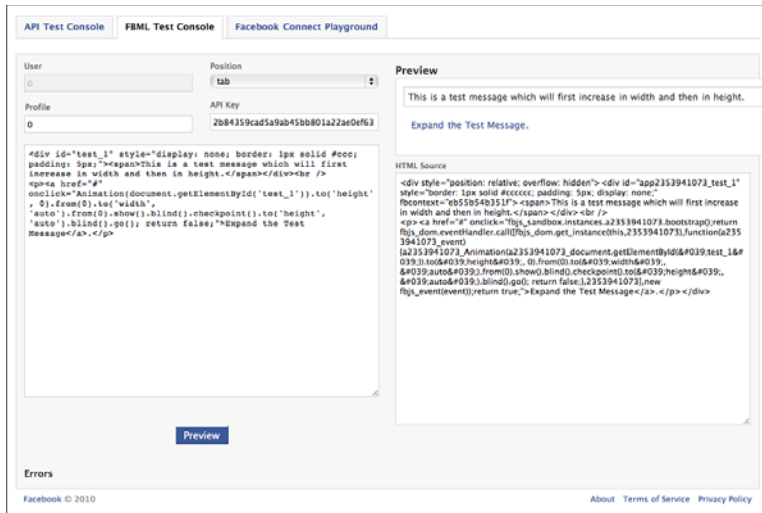 API Test Console
FBML Test Console
Facebook Connect Playground
User
0
Position
tab
Profile
0
API Key
2b84359cad5a9ab45bb801a22ae0ef63
<div id="test_1" style="display: none; border: 1px solid #ccc;
padding: 5px;"><span>This is a test message which will first
increase in width and then in height.</span></div><br />
<p><a href="#"
onclick="Animation(document.getElementById('test_1')).to('height'
, 0).from(0).to('width',
'auto').from(0).show().blind().checkpoint().to('height',
'auto').blind().go(); return false;">Expand the Test
Message</a>.</p>
Preview
Errors
Preview
This is a test message which will first increase in width and then in height.
Expand the Test Message.
HTML Source
<div style="position: relative; overflow: hidden"> <div id="app2353941073_test_1"
style="border: 1px solid #cccccc; padding: 5px; display: none;"
fbcontext="eb55b54b351f"> <span>This is a test message which will first increase
in width and then in height.</span> </div> <br />
<p> <a href="#" onclick="fbjs_sandbox.instances.a2353941073.bootstrap();return
fbjs_dom.eventHandler.call([fbjs_dom.get_instance(this,2353941073),function(a235
3941073_event)
{a2353941073_Animation(a2353941073_document.getElementById(&#039;test_1&#
039;)).to(&#039;height&#039;, 0).from(0).to(&#039;width&#039;,
&#039;auto&#039;).from(0).show().blind().checkpoint().to(&#039;height&#039;,
&#039;auto&#039;).blind().go(); return false;},2353941073],new
fbjs_event(event));return true;">Expand the Test Message</a>.</p></div>
Facebook © 2010
About Terms of Service Privacy Policy